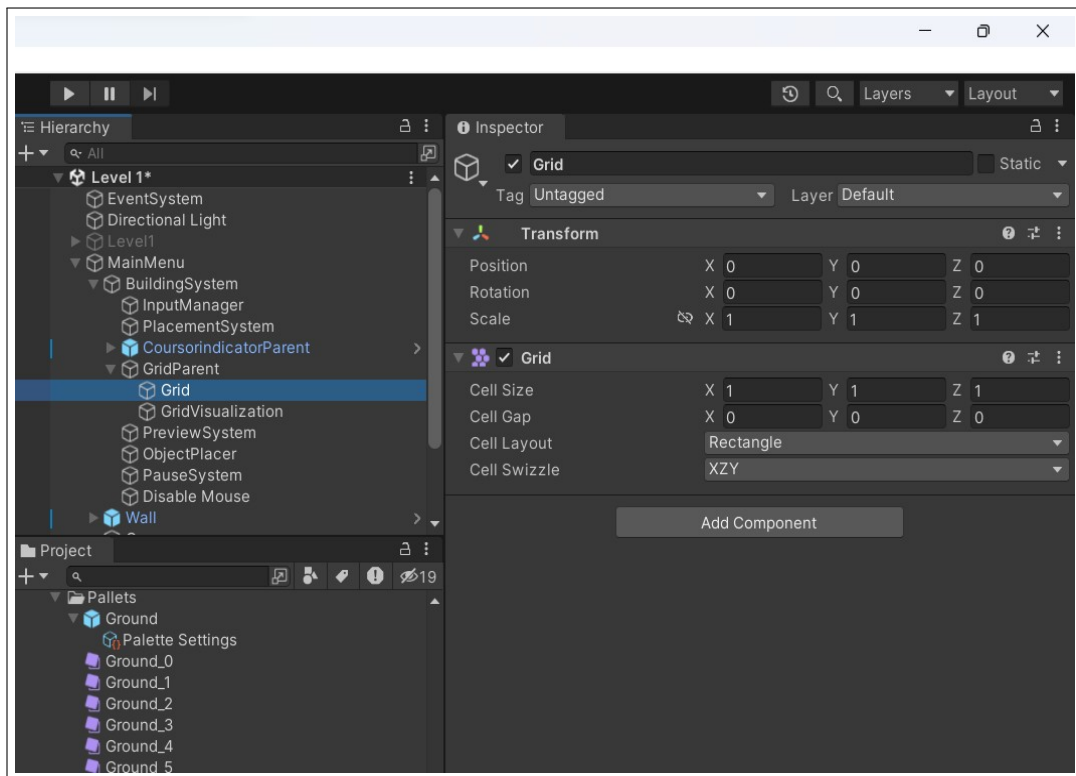 Layers Layout
Hierarchy
All
Level 1*
EventSystem
Directional Light
Level1
MainMenu
BuildingSystem
InputManager
PlacementSystem
CoursorindicatorParent
GridParent
Grid
GridVisualization
PreviewSystem
ObjectPlacer
PauseSystem
Disable Mouse
Wall
Project
19
Pallets
Ground
Palette Settings
Ground_0
Ground_1
Ground_2
Ground_3
Ground_4
Ground_5
Inspector
Grid Static
Tag Untagged Layer Default
Transform
Position X 0 Y 0 Z 0
Rotation X 0 Y 0 Z 0
Scale X 1 Y 1 Z 1
Grid
Cell Size X 1 Y 1 Z 1
Cell Gap X 0 Y 0 Z 0
Cell Layout Rectangle
Cell Swizzle XZY
Add Component